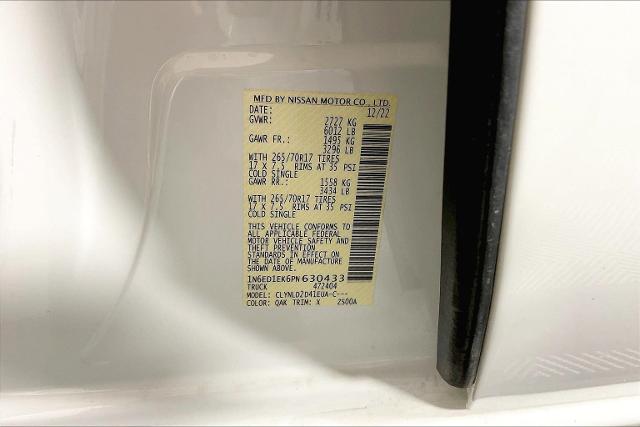 MFD BY NISSAN MOTOR CO., LTD.
DATE: 12/22
GVWR: 2727 KG
6012 LB
GAWR FR.: 1495 KG
3296 LB
WITH 265/70R17 TIRES
17 X 7.5 RIMS AT 35 PSI
COLD SINGLE
GAWR RR.: 1558 KG
3434 LB
WITH 265/70R17 TIRES
17 X 7.5 RIMS AT 35 PSI
COLD SINGLE
THIS VEHICLE CONFORMS TO
ALL APPLICABLE FEDERAL
MOTOR VEHICLE SAFETY AND
THEFT PREVENTION
STANDARDS IN EFFECT ON
THE DATE OF MANUFACTURE
SHOWN ABOVE.
1N6ED1EK6PN630433
TRUCK 472404
MODEL: CLYNLD2D41EUA-C---
COLOR: QAK TRIM: X 2500A